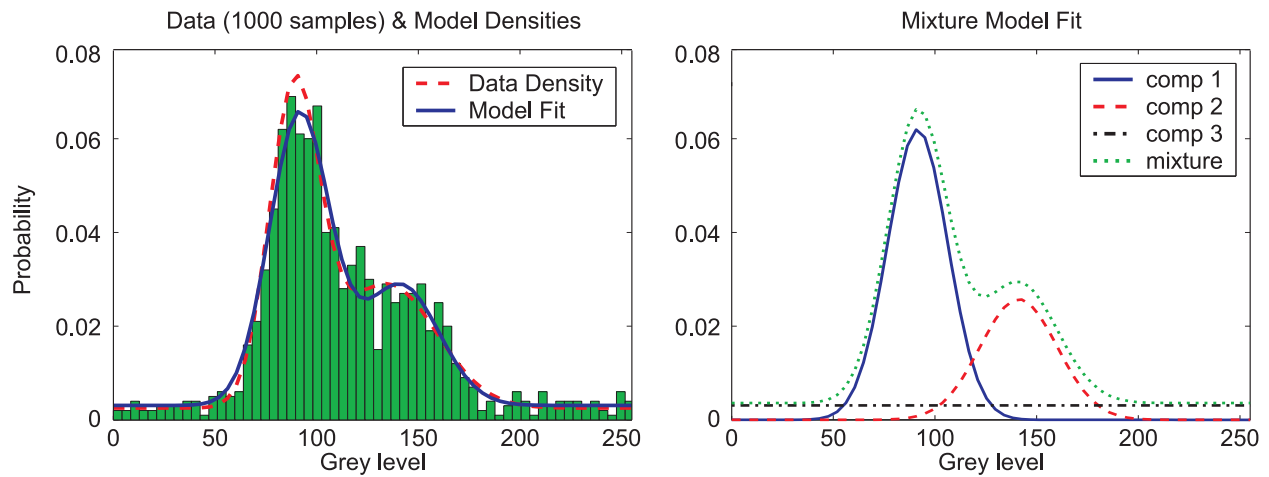 Data (1000 samples) & Model Densities
0.08
0.06
0.04
0.02
0
Probability
Data Density
Model Fit
0 50 100 150 200 250
Grey level
Mixture Model Fit
0.08
0.06
0.04
0.02
0
comp 1
comp 2
comp 3
mixture
0 50 100 150 200 250
Grey level